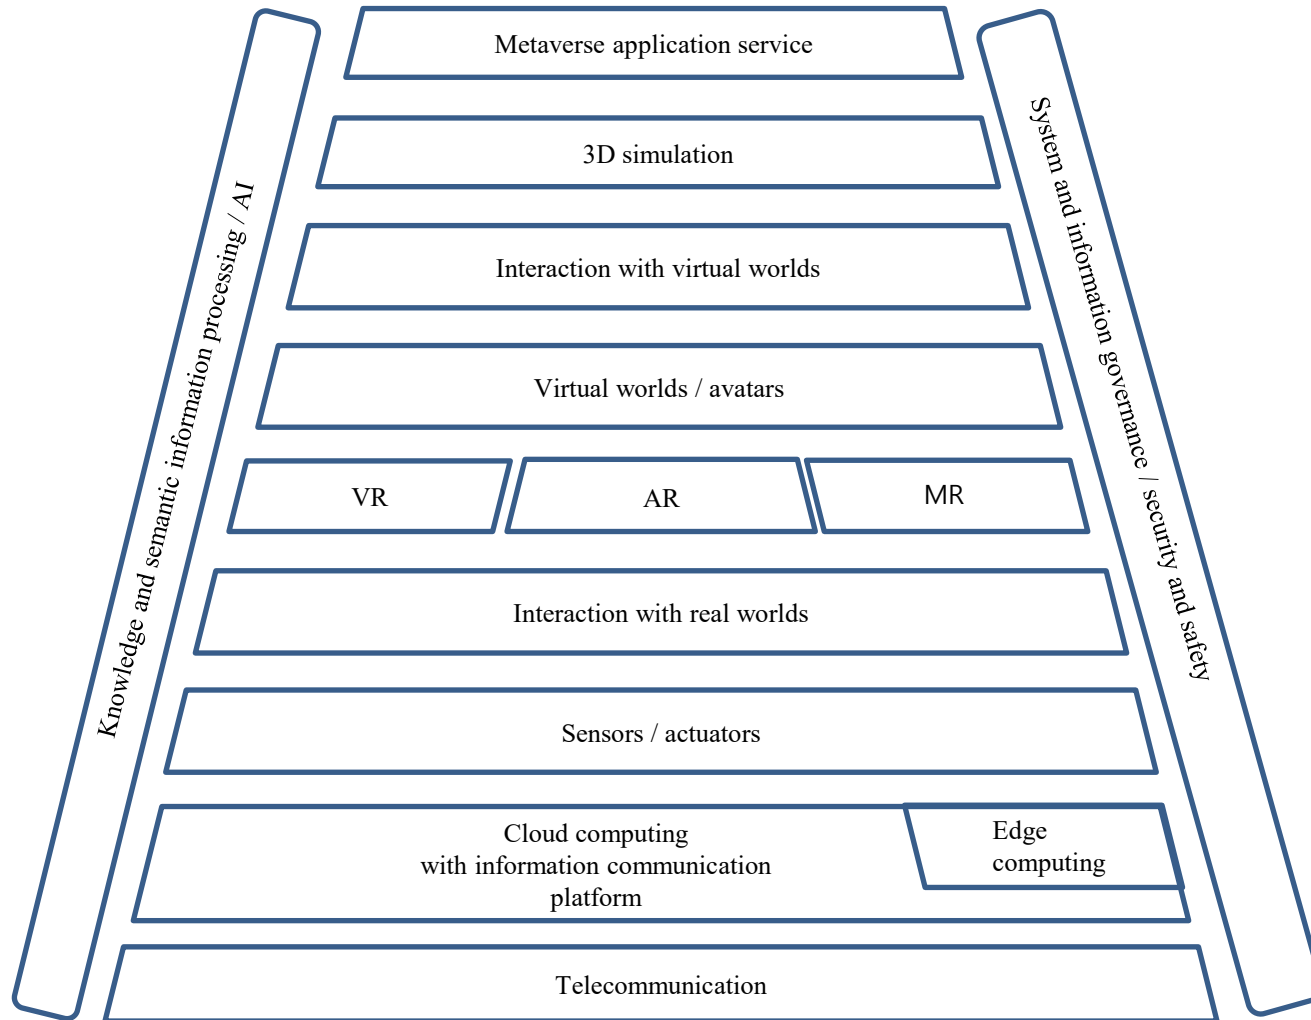 Metaverse application service
3D simulation
Interaction with virtual worlds
Virtual worlds / avatars
VR
AR
MR
Interaction with real worlds
Sensors / actuators
Cloud computing
with information communication
platform
Edge
computing
Telecommunication
Knowledge and semantic information processing / AI
System and information governance / security and safety